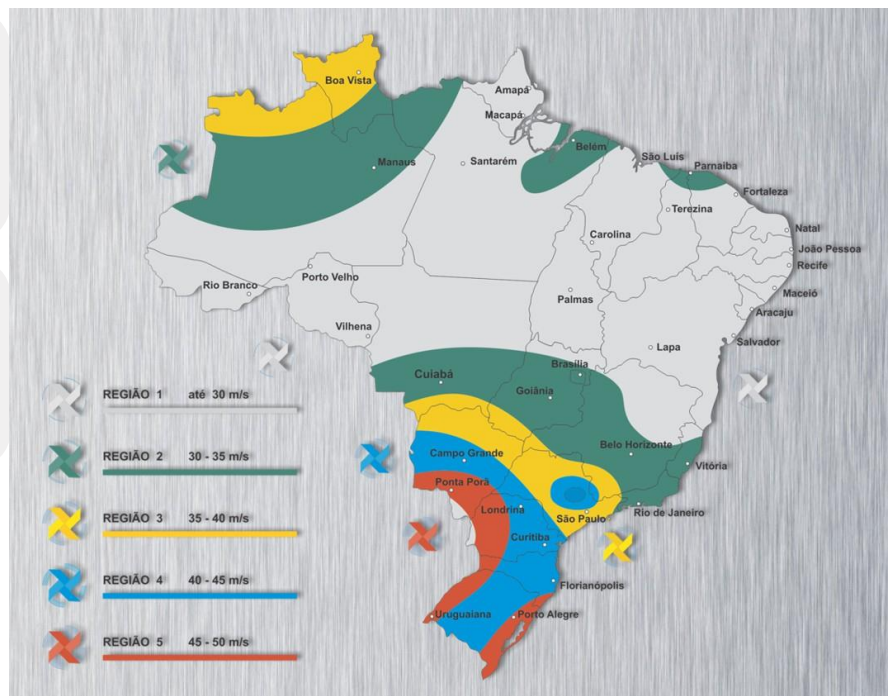 Boa Vista
Amapá
Macapá
Belém
São Luís
Manaus
Santarém
Parnaiba
Fortaleza
Terezina
Natal
Carolina
João Pessoa
Recife
Porto Velho
Rio Branco
Palmas
Maceió
Aracaju
Vilhena
Salvador
Lapa
Brasília
Cuiabá
Goiânia
REGIÃO 1 até 30 m/s
Belo Horizonte
REGIÃO 2 30 - 35 m/s
Campo Grande
Vitória
Ponta Porã
REGIÃO 3 35 - 40 m/s
Londrina
São Paulo
Rio de Janeiro
Curitiba
REGIÃO 4 40 - 45 m/s
Florianópolis
Uruguaiana
Porto Alegre
REGIÃO 5 45 - 50 m/s